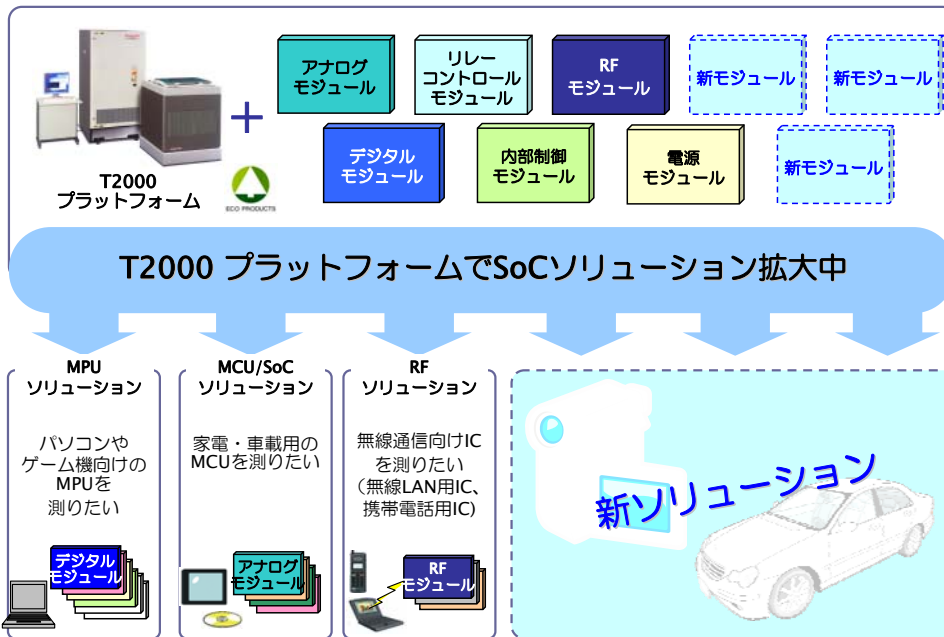 アナログ
モジュール
リレー
コントロール
モジュール
RF
モジュール
新モジュール
新モジュール
デジタル
モジュール
内部制御
モジュール
電源
モジュール
新モジュール
T2000
プラットフォーム
ECO PRODUCTS
T2000 プラットフォームでSoCソリューション拡大中
MPU
ソリューション
パソコンや
ゲーム機向けの
MPUを
測りたい
デジタル
モジュール
MCU/SoC
ソリューション
家電・車載用の
MCUを測りたい
アナログ
モジュール
RF
ソリューション
無線通信向けIC
を測りたい
（無線LAN用IC、
携帯電話用IC)
RF
モジュール
新ソリューション